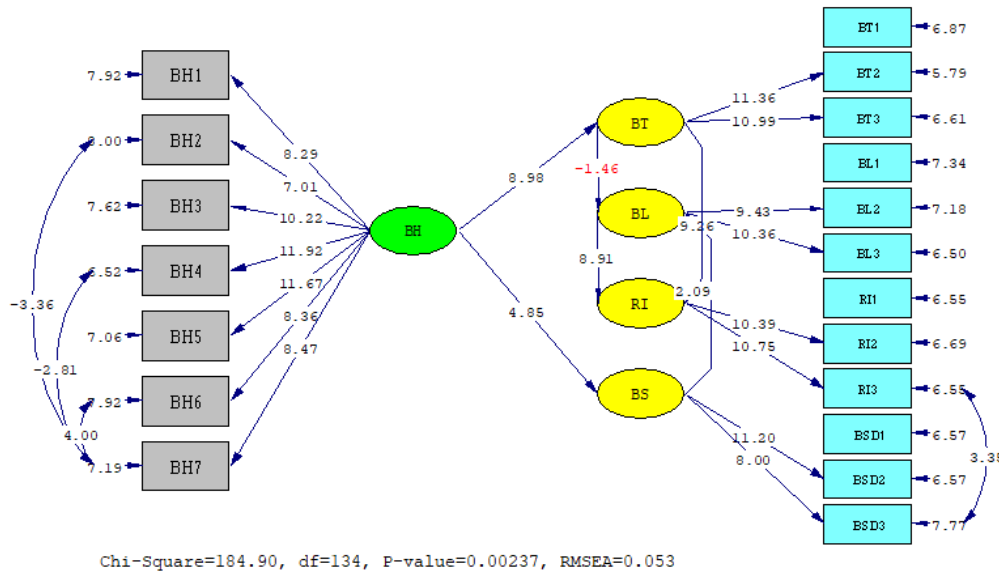 7.92 BH1
BH2
7.62 BH3
6.52 BH4
7.06 BH5
7.92 BH6
7.19 BH7
-3.36
-2.81
4.00
8.29
7.01
10.22
11.92
11.67
8.36
8.47
BH
8.98
4.85
BT
-1.46
BL
8.91
RI
BS
9.26
2.09
11.36
10.99
9.43
10.36
10.39
10.75
11.20
8.00
BT1 6.87
BT2 5.79
BT3 6.61
BL1 7.34
BL2 7.18
BL3 6.50
RI1 6.55
RI2 6.69
RI3 6.55
BSD1 6.57
BSD2 6.57
BSD3 7.77
Chi-Square=184.90, df=134, P-value=0.00237, RMSEA=0.053